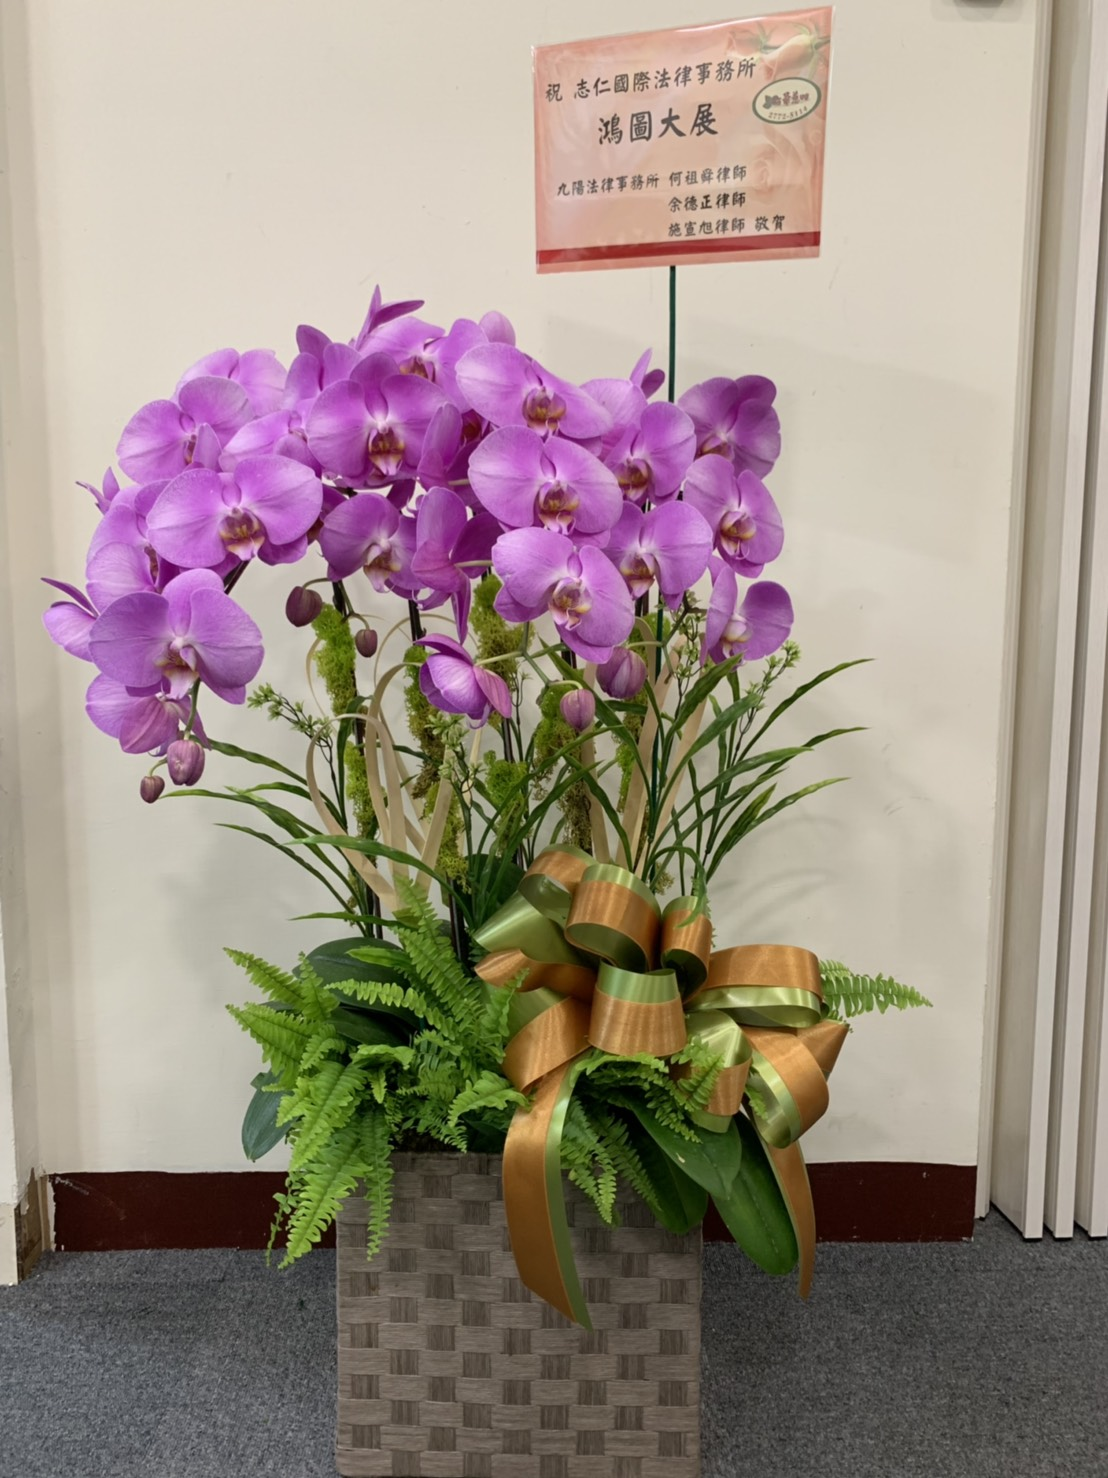 祝 志仁國際法律事務所
鴻圖大展
九陽法律事務所 何祖舜律師
余德正律師
施宣旭律師 敬賀